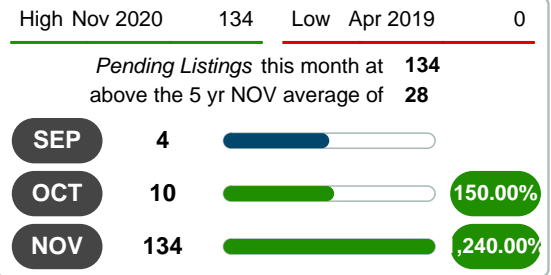 High Nov 2020 134 Low Apr 2019 0
Pending Listings this month at 134
above the 5 yr NOV average of 28
SEP 4
OCT 10 150.00%
NOV 134 ,240.00%